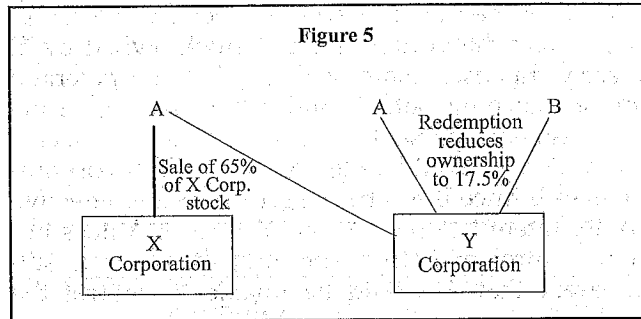 Figure 5
A
A
B
Sale of 65%
of X Corp.
stock
Redemption
reduces
ownership
to 17.5%
X
Corporation
Y
Corporation